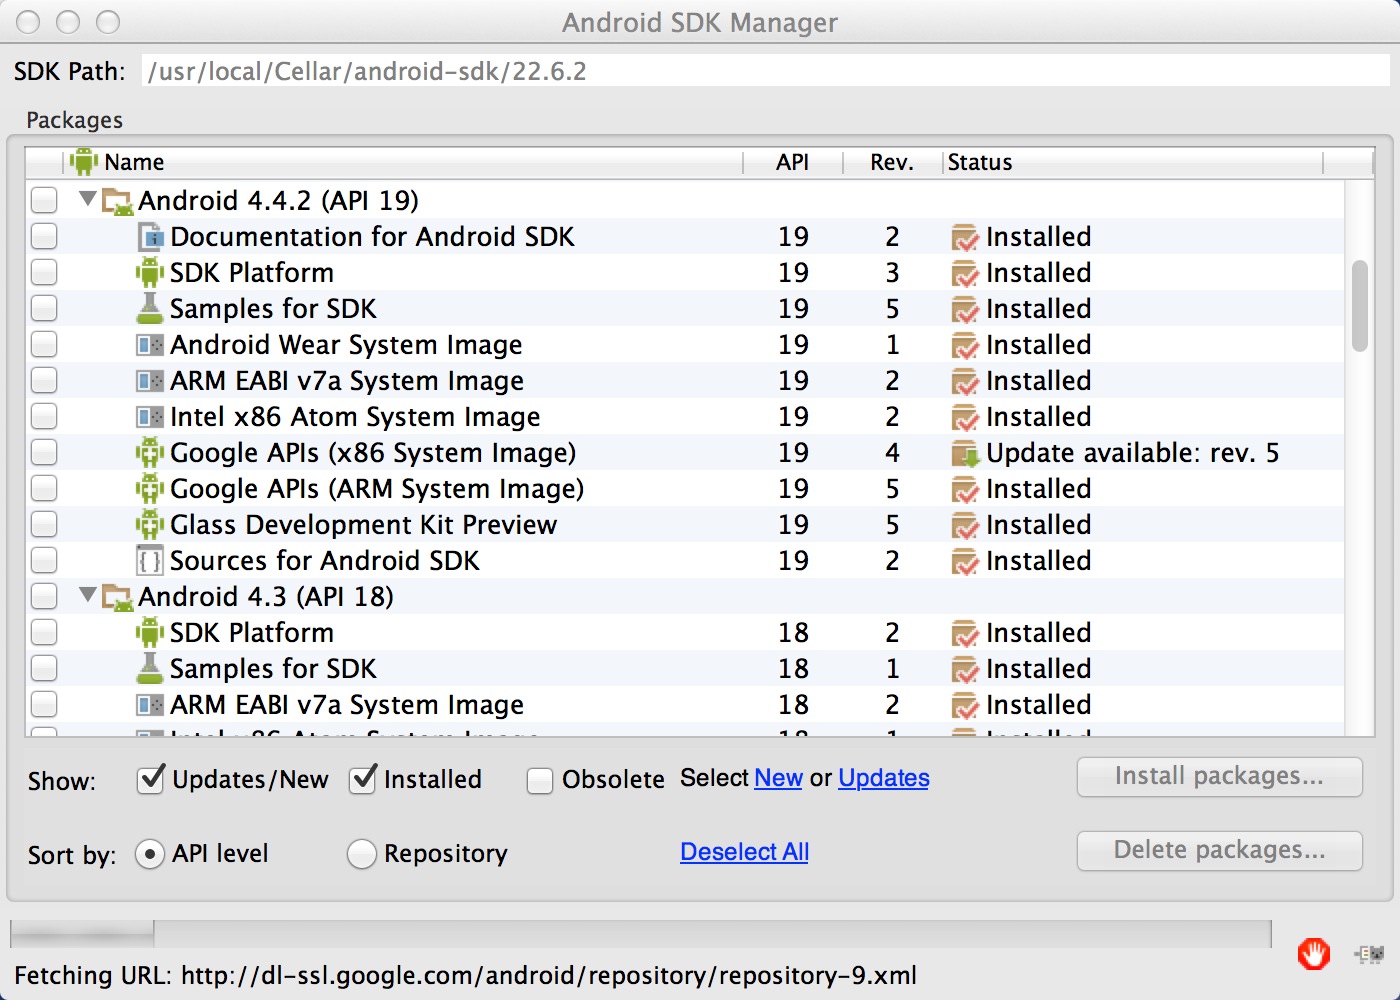 Android SDK Manager
SDK Path: /usr/local/Cellar/android-sdk/22.6.2
Packages
Name API Rev. Status
Android 4.4.2 (API 19)
Documentation for Android SDK 19 2 Installed
SDK Platform 19 3 Installed
Samples for SDK 19 5 Installed
Android Wear System Image 19 1 Installed
ARM EABI v7a System Image 19 2 Installed
Intel x86 Atom System Image 19 2 Installed
Google APIs (x86 System Image) 19 4 Update available: rev. 5
Google APIs (ARM System Image) 19 5 Installed
Glass Development Kit Preview 19 5 Installed
Sources for Android SDK 19 2 Installed
Android 4.3 (API 18)
SDK Platform 18 2 Installed
Samples for SDK 18 1 Installed
ARM EABI v7a System Image 18 2 Installed
Intel x86 Atom System Image 18 1 Installed
Show: Updates/New Installed Obsolete Select New or Updates Install packages...
Sort by: API level Repository Deselect All Delete packages...
Fetching URL: http://dl-ssl.google.com/android/repository/repository-9.xml